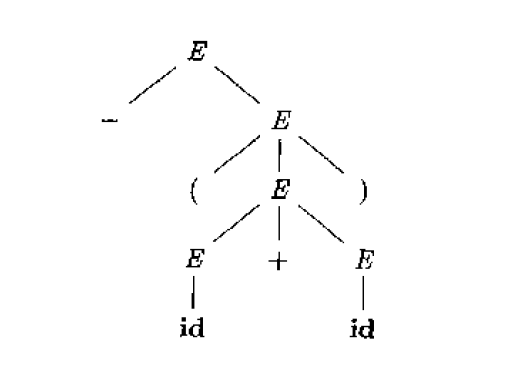 E
− E
( E )
E + E
id id